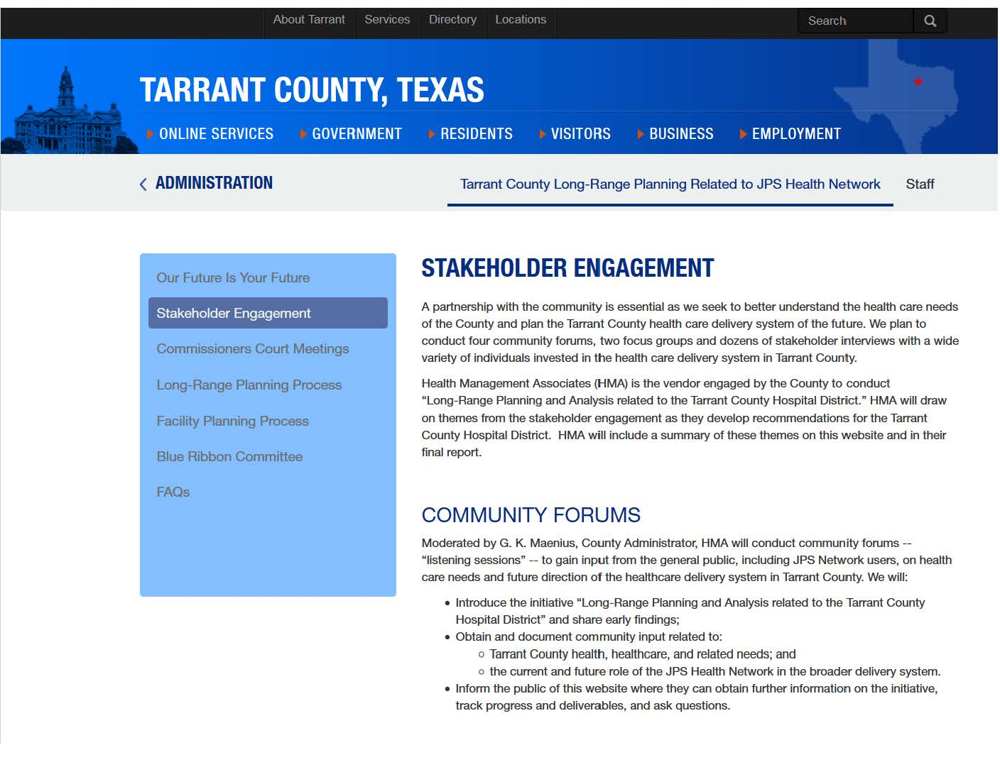 About Tarrant
Services
Directory
Locations
Search
TARRANT COUNTY, TEXAS
ONLINE SERVICES
GOVERNMENT
RESIDENTS
VISITORS
BUSINESS
EMPLOYMENT
ADMINISTRATION
Tarrant County Long-Range Planning Related to JPS Health Network
Staff
Our Future Is Your Future
Stakeholder Engagement
Commissioners Court Meetings
Long-Range Planning Process
Facility Planning Process
Blue Ribbon Committee
FAQs
STAKEHOLDER ENGAGEMENT
A partnership with the community is essential as we seek to better understand the health care needs
of the County and plan the Tarrant County health care delivery system of the future. We plan to
conduct four community forums, two focus groups and dozens of stakeholder interviews with a wide
variety of individuals invested in the health care delivery system in Tarrant County.
Health Management Associates (HMA) is the vendor engaged by the County to conduct
“Long-Range Planning and Analysis related to the Tarrant County Hospital District.” HMA will draw
on themes from the stakeholder engagement as they develop recommendations for the Tarrant
County Hospital District. HMA will include a summary of these themes on this website and in their
final report.
COMMUNITY FORUMS
Moderated by G. K. Maenius, County Administrator, HMA will conduct community forums --
“listening sessions” -- to gain input from the general public, including JPS Network users, on health
care needs and future direction of the healthcare delivery system in Tarrant County. We will:
• Introduce the initiative “Long-Range Planning and Analysis related to the Tarrant County
Hospital District” and share early findings;
• Obtain and document community input related to:
○ Tarrant County health, healthcare, and related needs; and
○ the current and future role of the JPS Health Network in the broader delivery system.
• Inform the public of this website where they can obtain further information on the initiative,
track progress and deliverables, and ask questions.